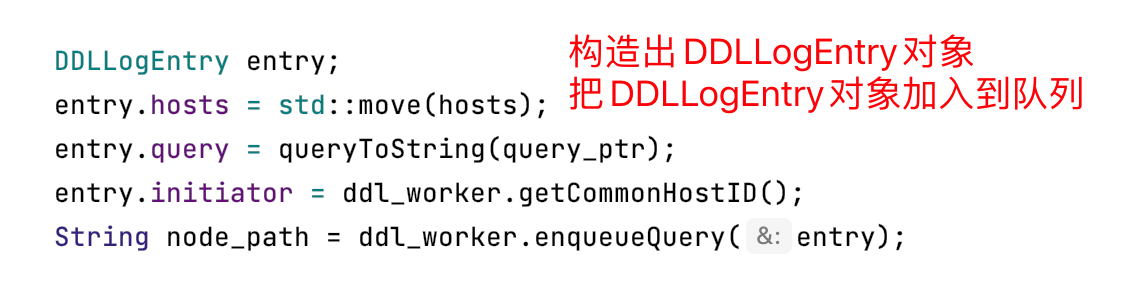 DDLLogEntry entry;
构造出 DDLLogEntry 对象
entry.hosts = std::move(hosts);
把 DDLLogEntry 对象加入到队列
entry.query = queryToString(query_ptr);
entry.initiator = ddl_worker.getCommonHostID();
String node_path = ddl_worker.enqueueQuery( &: entry);